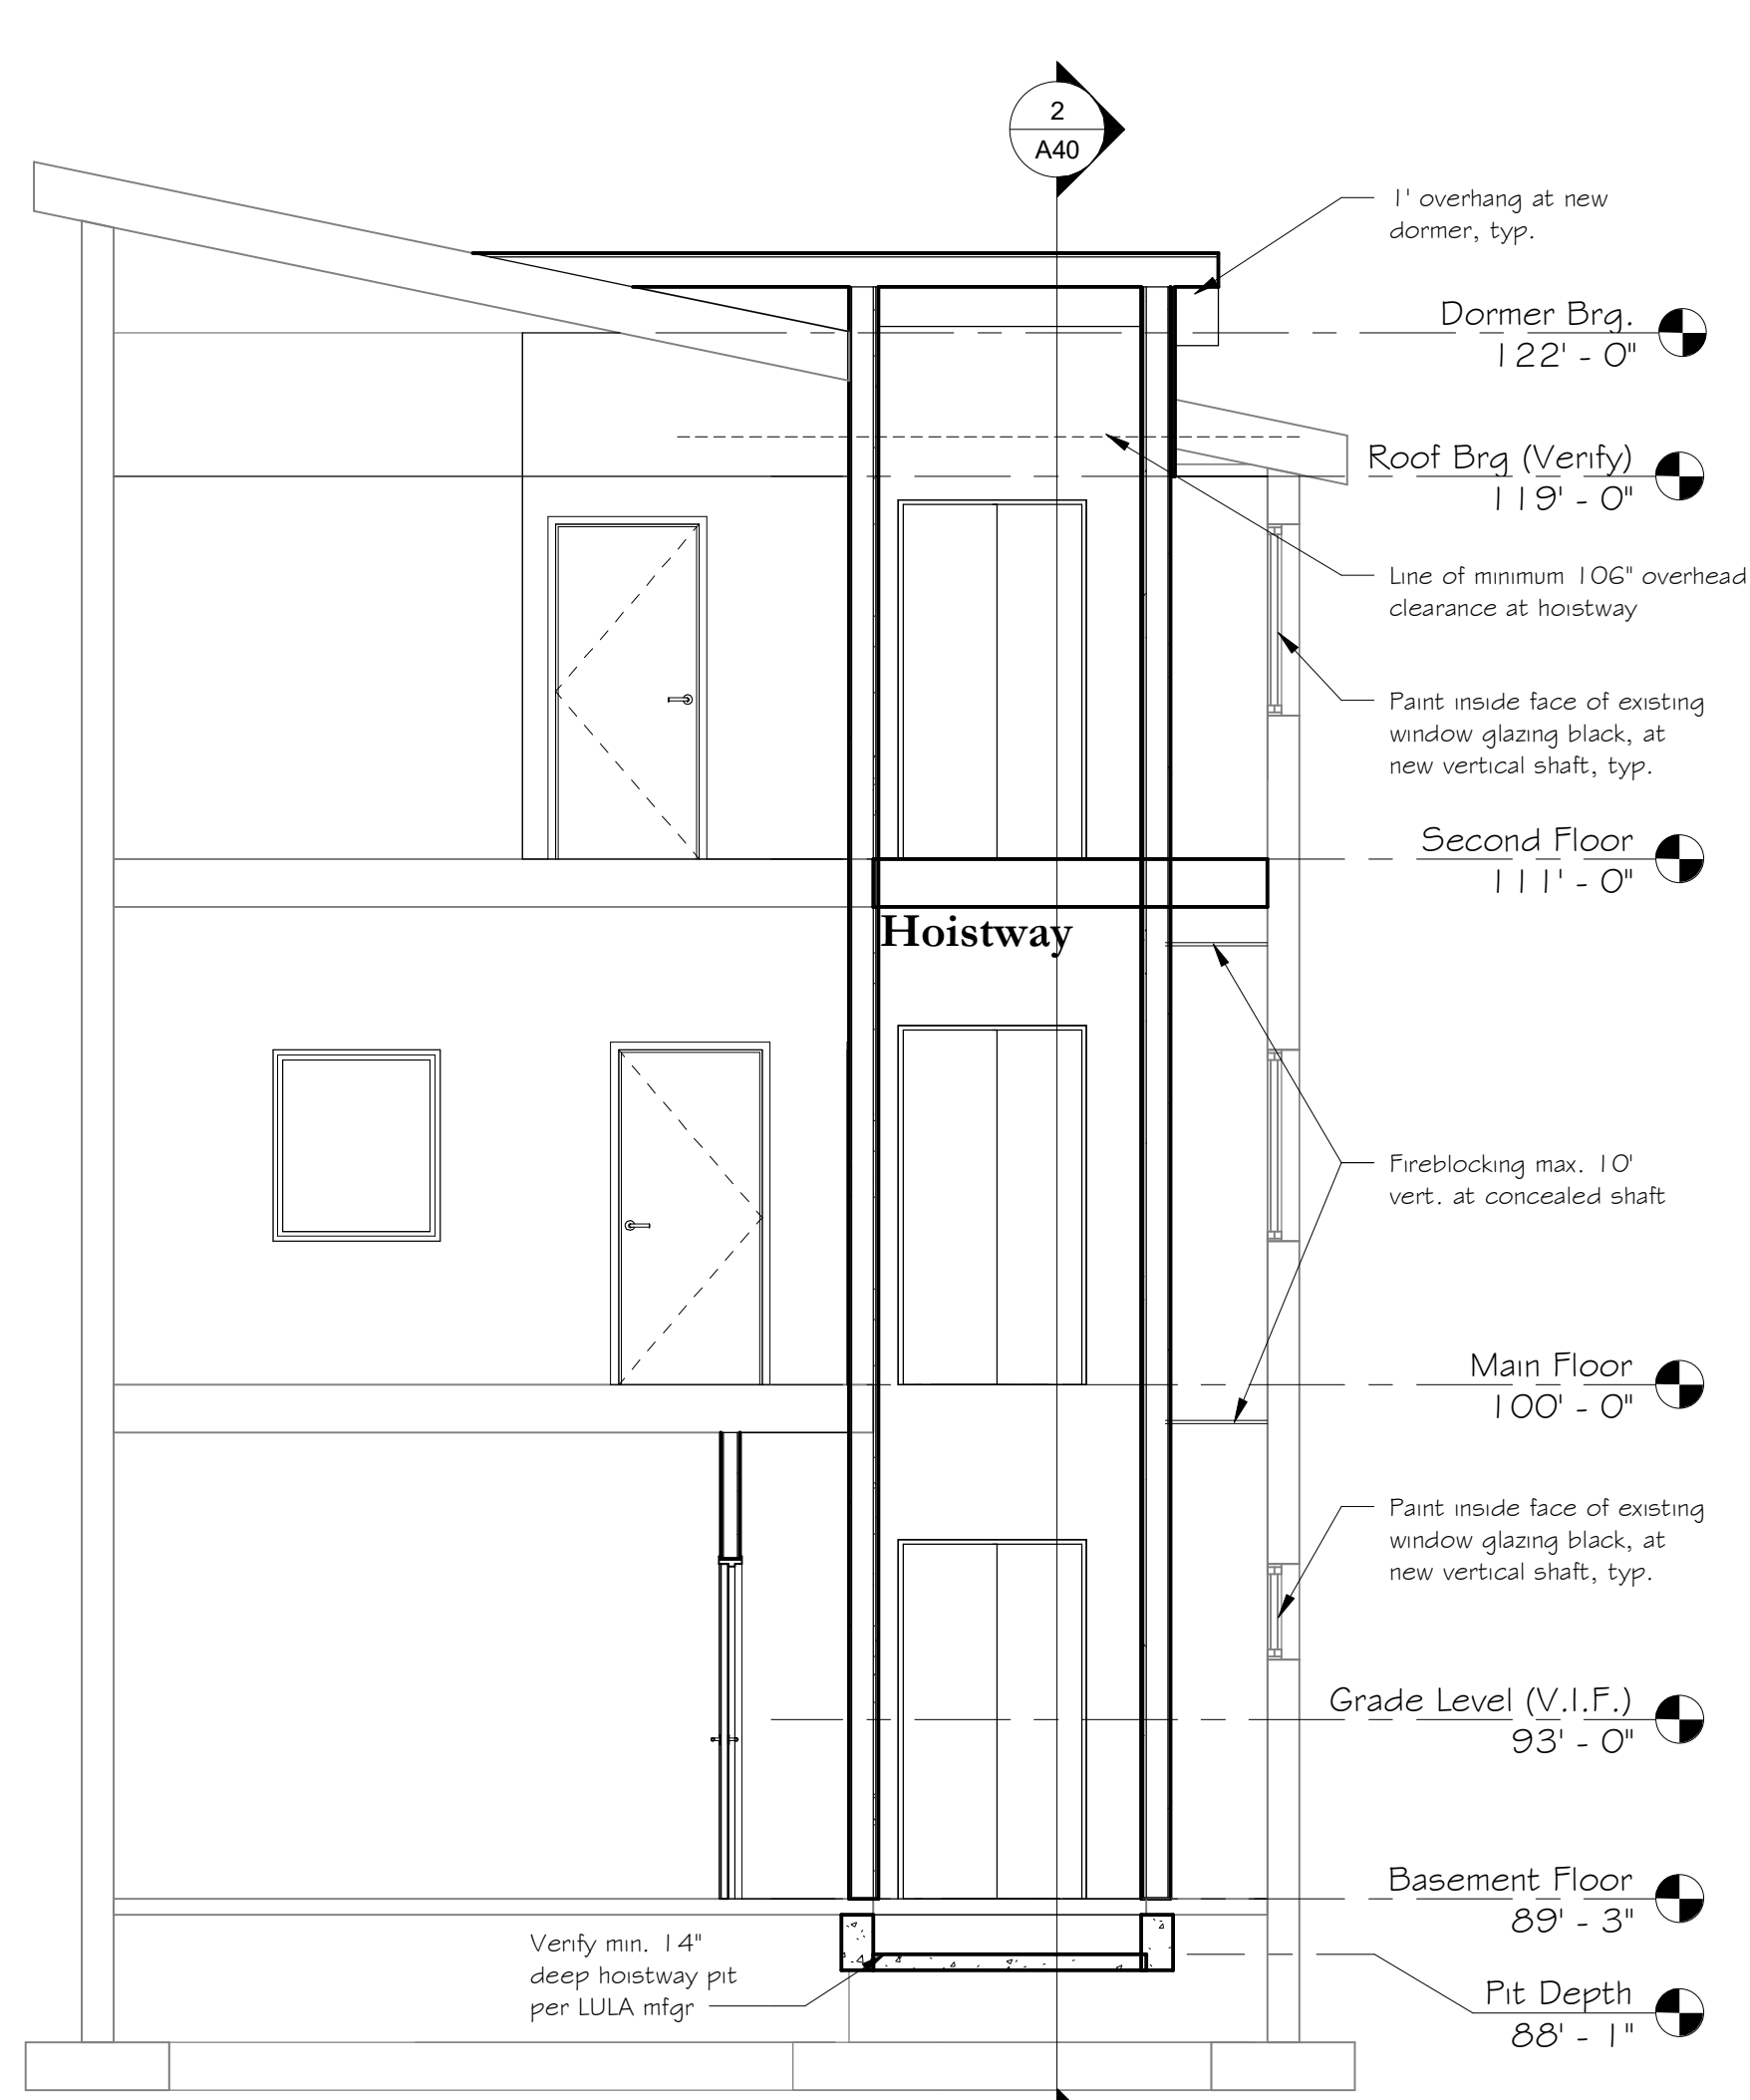 2
A40
1' overhang at new
dormer, typ.
Dormer Brg.
122' - 0"
Roof Brg (Verify)
119' - 0"
Line of minimum 106" overhead
clearance at hoistway
Paint inside face of existing
window glazing black, at
new vertical shaft, typ.
Second Floor
111' - 0"
Hoistway
Fireblocking max. 10'
vert. at concealed shaft
Main Floor
100' - 0"
Paint inside face of existing
window glazing black, at
new vertical shaft, typ.
Grade Level (V.I.F.)
93' - 0"
Basement Floor
89' - 3"
Verify min. 14"
deep hoistway pit
per LULA mfgr
Pit Depth
88' - 1"